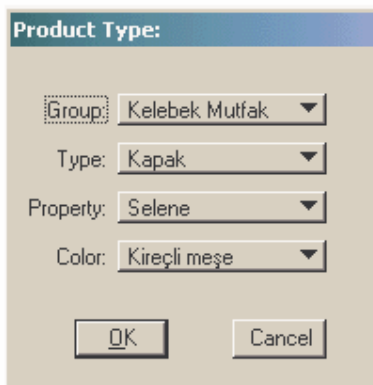 Product Type:
Group: Kelebek Mutfak
Type: Kapak
Property: Selene
Color: Kireçli meşe
OK Cancel